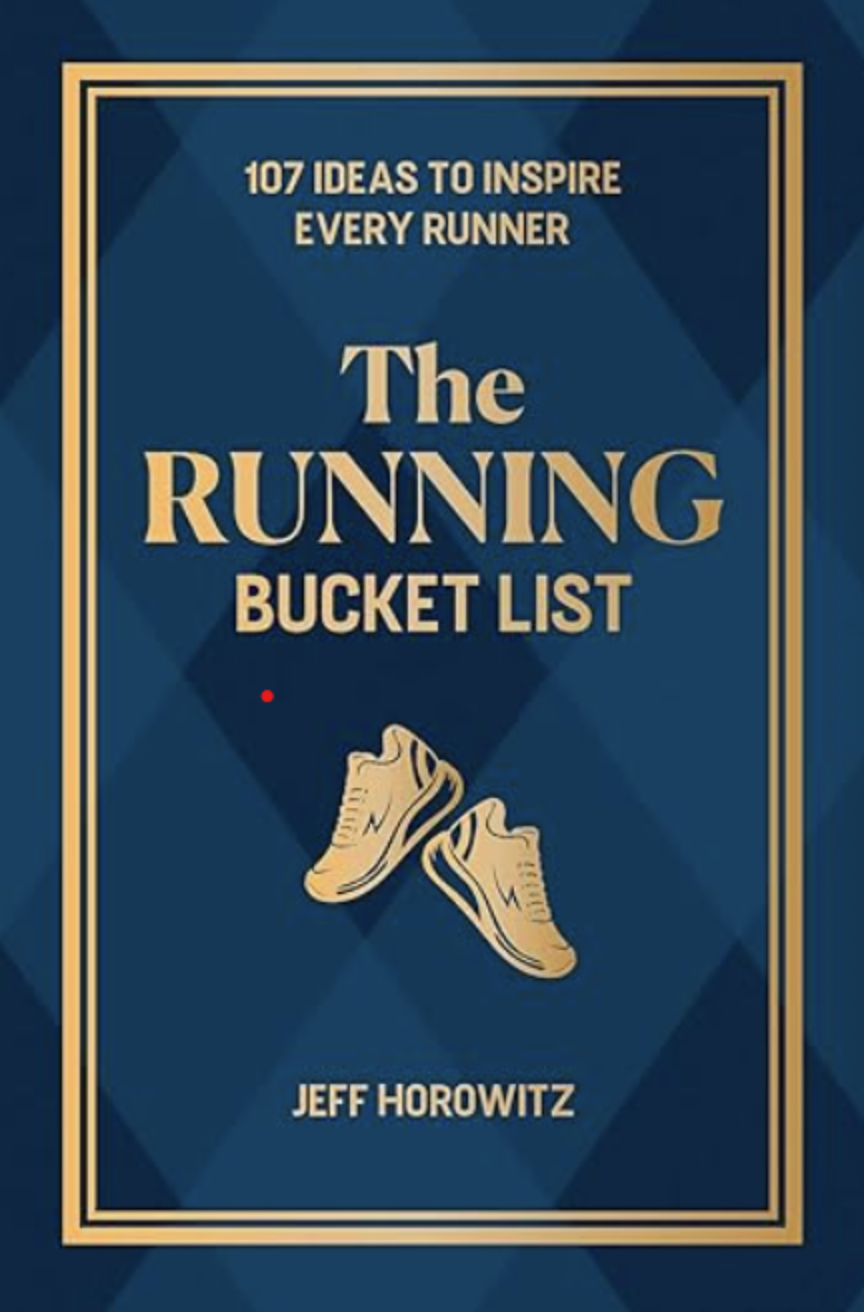 107 IDEAS TO INSPIRE
EVERY RUNNER
The
RUNNING
BUCKET LIST
JEFF HOROWITZ